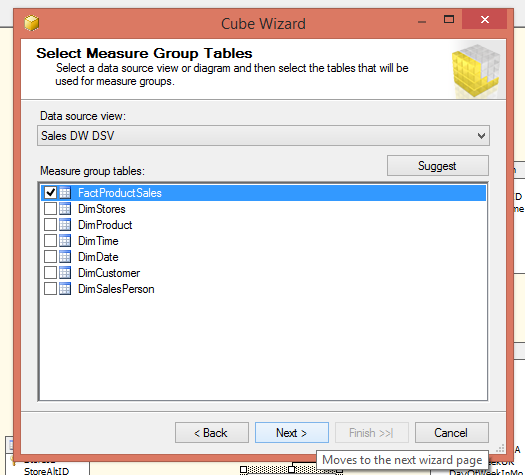 Cube Wizard
Select Measure Group Tables
Select a data source view or diagram and then select the tables that will be
used for measure groups.
Data source view:
Sales DW DSV
Suggest
Measure group tables:
FactProductSales
DimStores
DimProduct
DimTime
DimDate
DimCustomer
DimSalesPerson
< Back
Next >
Finish >>|
Cancel
Moves to the next wizard page
StoreAltID